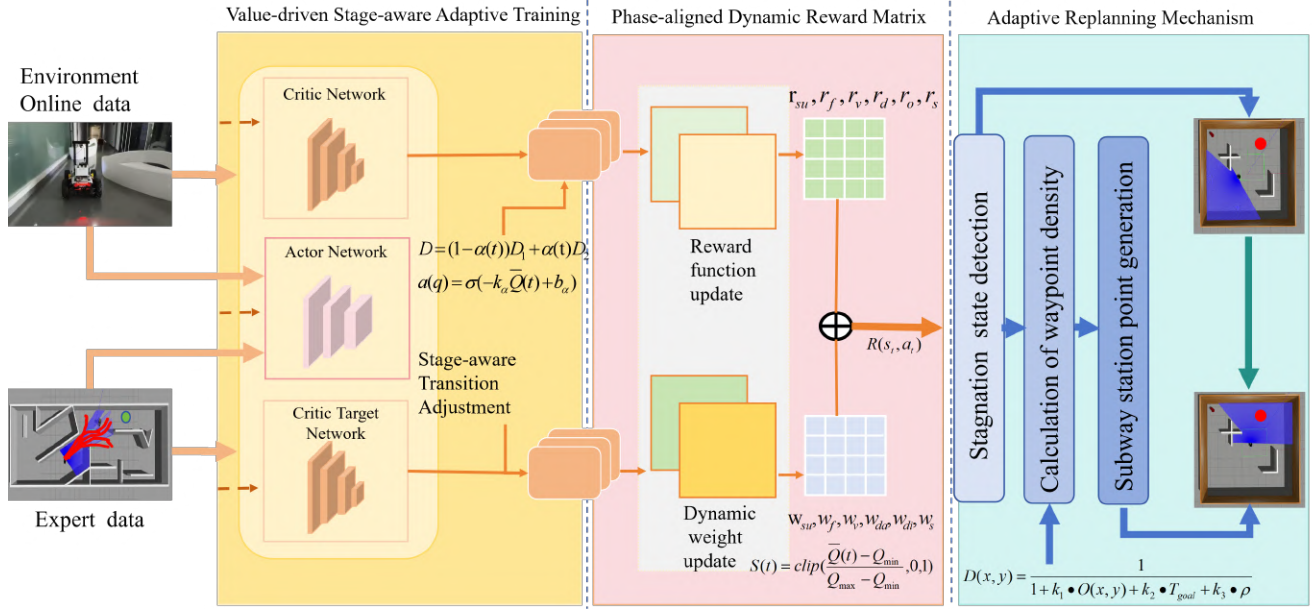 Value-driven Stage-aware Adaptive Training
Phase-aligned Dynamic Reward Matrix
Adaptive Replanning Mechanism
Environment
Online data
Expert data
Critic Network
Actor Network
Critic Target
Network
D=(1−α(t))D₁+α(t)D₂
a(q)=σ(−k_α Q̅(t)+b_α)
Stage-aware
Transition
Adjustment
Reward
function
update
Dynamic
weight
update
r_su, r_f, r_v, r_d, r_o, r_s
R(s_t, a_t)
w_su, w_f, w_v, w_da, w_di, w_s
S(t)=clip((Q̅(t)−Q_min)/(Q_max−Q_min),0,1)
Stagnation state detection
Calculation of waypoint density
Subway station point generation
D(x,y)=1/(1+k₁•O(x,y)+k₂•T_goal+k₃•ρ)